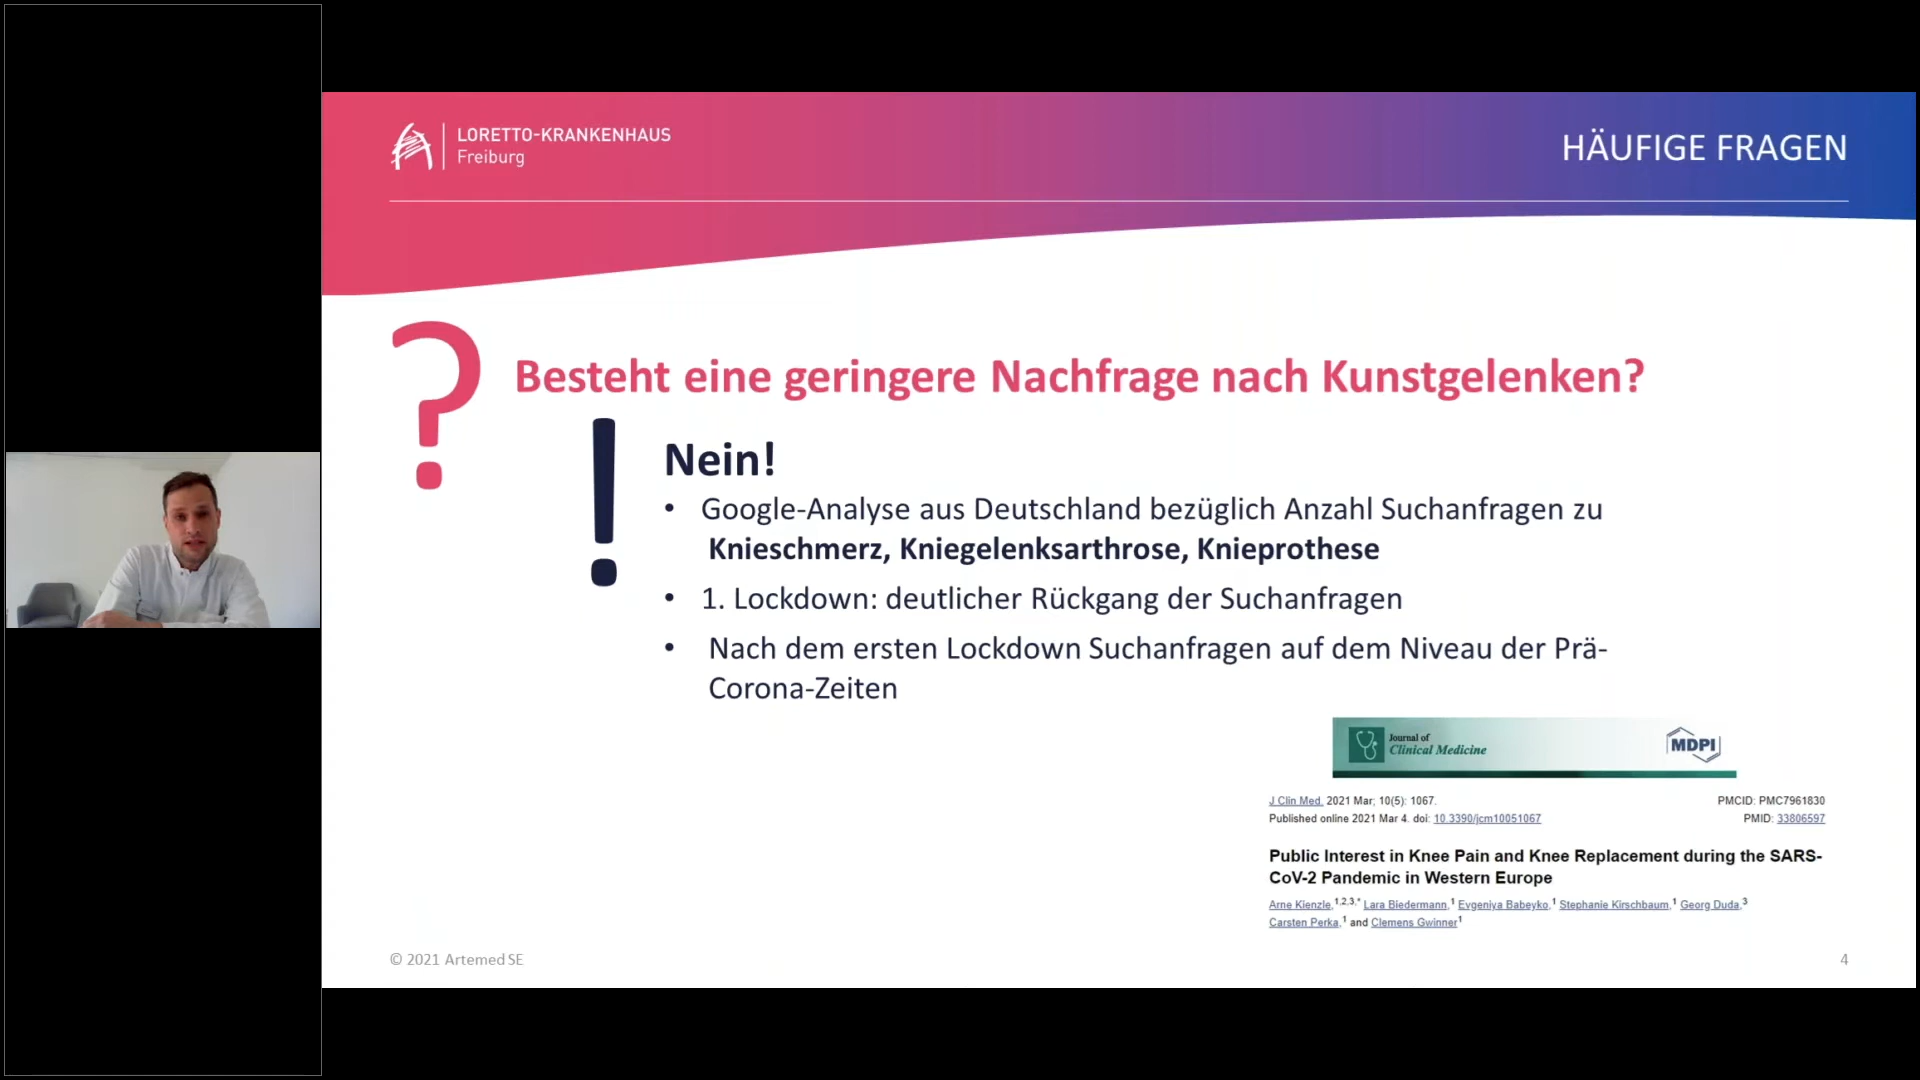 LORETTO-KRANKENHAUS
Freiburg
HÄUFIGE FRAGEN
?
Besteht eine geringere Nachfrage nach Kunstgelenken?
!
Nein!
• Google-Analyse aus Deutschland bezüglich Anzahl Suchanfragen zu
Knieschmerz, Kniegelenksarthrose, Knieprothese
• 1. Lockdown: deutlicher Rückgang der Suchanfragen
• Nach dem ersten Lockdown Suchanfragen auf dem Niveau der Prä-
Corona-Zeiten
Journal of
Clinical Medicine
MDPI
J Clin Med. 2021 Mar; 10(5): 1067.
PMCID: PMC7961830
Published online 2021 Mar 4. doi: 10.3390/jcm10051067
PMID: 33806597
Public Interest in Knee Pain and Knee Replacement during the SARS-
CoV-2 Pandemic in Western Europe
Arne Kienzle,1,2,3,* Lara Biedermann,1 Evgeniya Babeyko,1 Stephanie Kirschbaum,1 Georg Duda,3
Carsten Perka,1 and Clemens Gwinner1
© 2021 Artemed SE
4